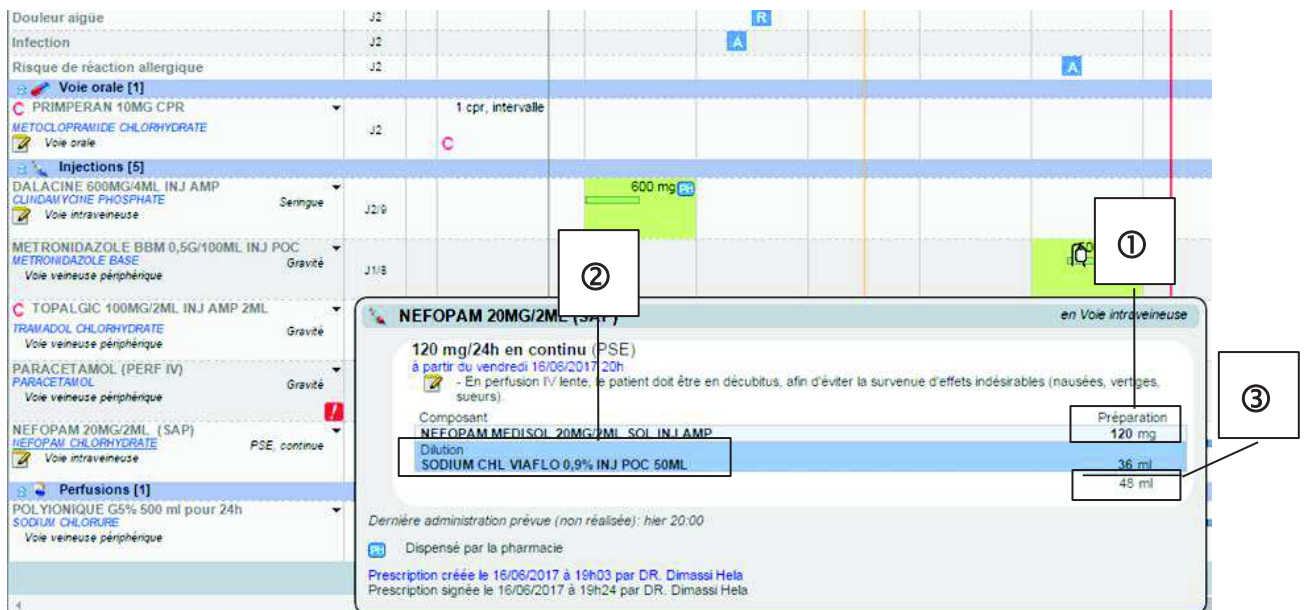 Douleur aigüe J2 R
Infection J2 A
Risque de réaction allergique J2 A
Voie orale [1]
C PRIMPERAN 10MG CPR 1 cpr, intervalle
METOCLOPRAMIDE CHLORHYDRATE J2
Voie orale C
Injections [5]
DALACINE 600MG/4ML INJ AMP 600 mg PH
CLINDAMYCINE PHOSPHATE Seringue J2/9
Voie intraveineuse
①
METRONIDAZOLE BBM 0,5G/100ML INJ POC
METRONIDAZOLE BASE Gravité
Voie veineuse périphérique J1/8
②
C TOPALGIC 100MG/2ML INJ AMP 2ML
TRAMADOL CHLORHYDRATE Gravité
Voie veineuse périphérique
PARACETAMOL (PERF IV)
PARACETAMOL Gravité
Voie veineuse périphérique
NEFOPAM 20MG/2ML (SAP)
NEFOPAM CHLORHYDRATE PSE, continue
Voie intraveineuse
Perfusions [1]
POLYIONIQUE G5% 500 ml pour 24h
SODIUM CHLORURE
Voie veineuse périphérique
NEFOPAM 20MG/2ML (SAP) en Voie intraveineuse
120 mg/24h en continu (PSE)
à partir du vendredi 16/06/2017 20h
- En perfusion IV lente, le patient doit être en décubitus, afin d'éviter la survenue d'effets indésirables (nausées, vertiges,
sueurs).
③
Composant Préparation
NEFOPAM MEDISOL 20MG/2ML SOL INJ AMP 120 mg
Dilution
SODIUM CHL VIAFLO 0,9% INJ POC 50ML 36 ml
48 ml
Dernière administration prévue (non réalisée): hier 20:00
PH Dispensé par la pharmacie
Prescription créée le 16/06/2017 à 19h03 par DR. Dimassi Hela
Prescription signée le 16/06/2017 à 19h24 par DR. Dimassi Hela